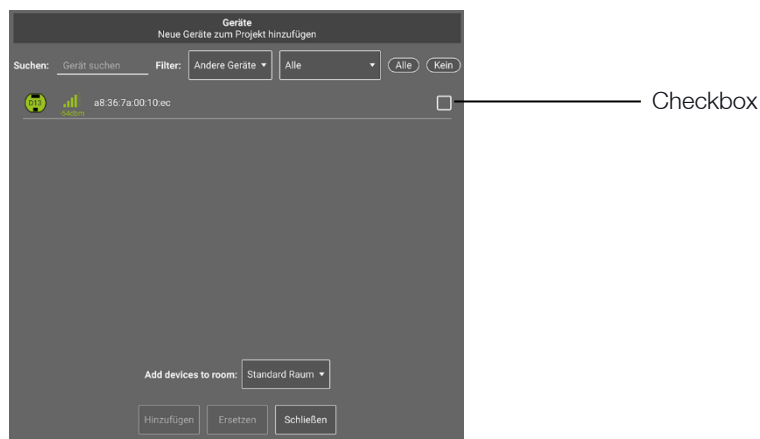 Geräte
Neue Geräte zum Projekt hinzufügen
Suchen: Gerät suchen Filter: Andere Geräte Alle Alle Kein
D13 -54dbm a8:36:7a:00:10:ec
Checkbox
Add devices to room: Standard Raum
Hinzufügen Ersetzen Schließen